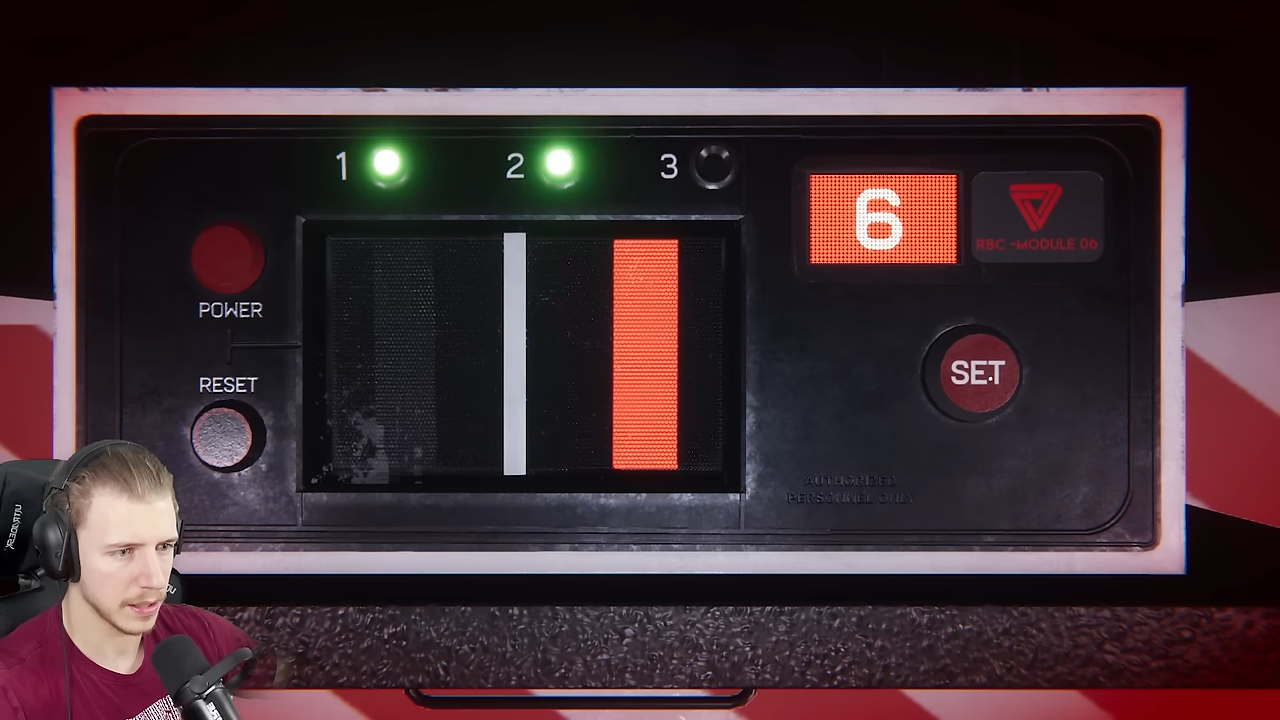 1 2 3
6
RBC -MODULE 06
POWER
RESET
SET
AUTHORIZED
PERSONNEL ONLY